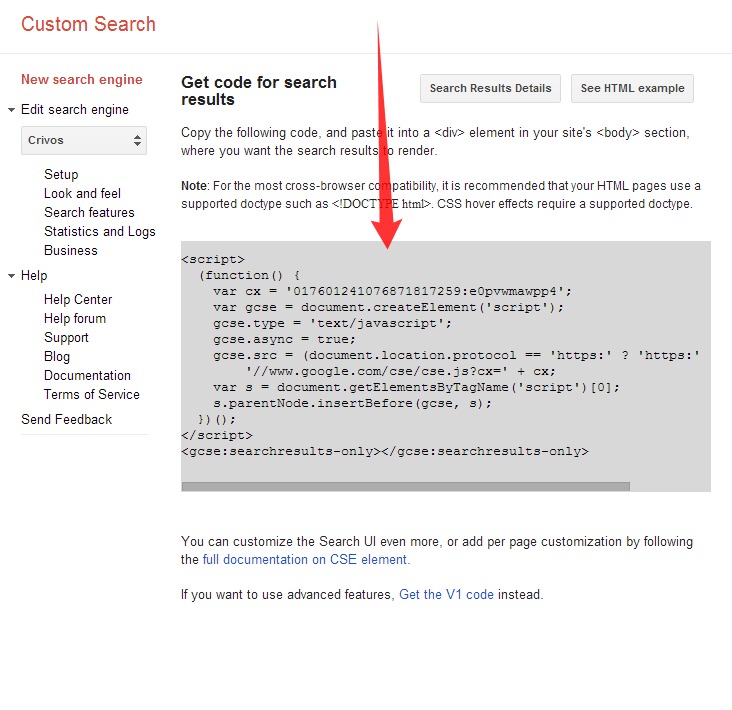 Custom Search
New search engine
Edit search engine
Crivos
Setup
Look and feel
Search features
Statistics and Logs
Business
Help
Help Center
Help forum
Support
Blog
Documentation
Terms of Service
Send Feedback
Get code for search
results
Search Results Details
See HTML example
Copy the following code, and paste it into a <div> element in your site's <body> section,
where you want the search results to render.
Note: For the most cross-browser compatibility, it is recommended that your HTML pages use a
supported doctype such as <!DOCTYPE html>. CSS hover effects require a supported doctype.
<script>
  (function() {
    var cx = '017601241076871817259:e0pvwmawpp4';
    var gcse = document.createElement('script');
    gcse.type = 'text/javascript';
    gcse.async = true;
    gcse.src = (document.location.protocol == 'https:' ? 'https:'
        '//www.google.com/cse/cse.js?cx=' + cx;
    var s = document.getElementsByTagName('script')[0];
    s.parentNode.insertBefore(gcse, s);
  })();
</script>
<gcse:searchresults-only></gcse:searchresults-only>
You can customize the Search UI even more, or add per page customization by following
the full documentation on CSE element.
If you want to use advanced features, Get the V1 code instead.